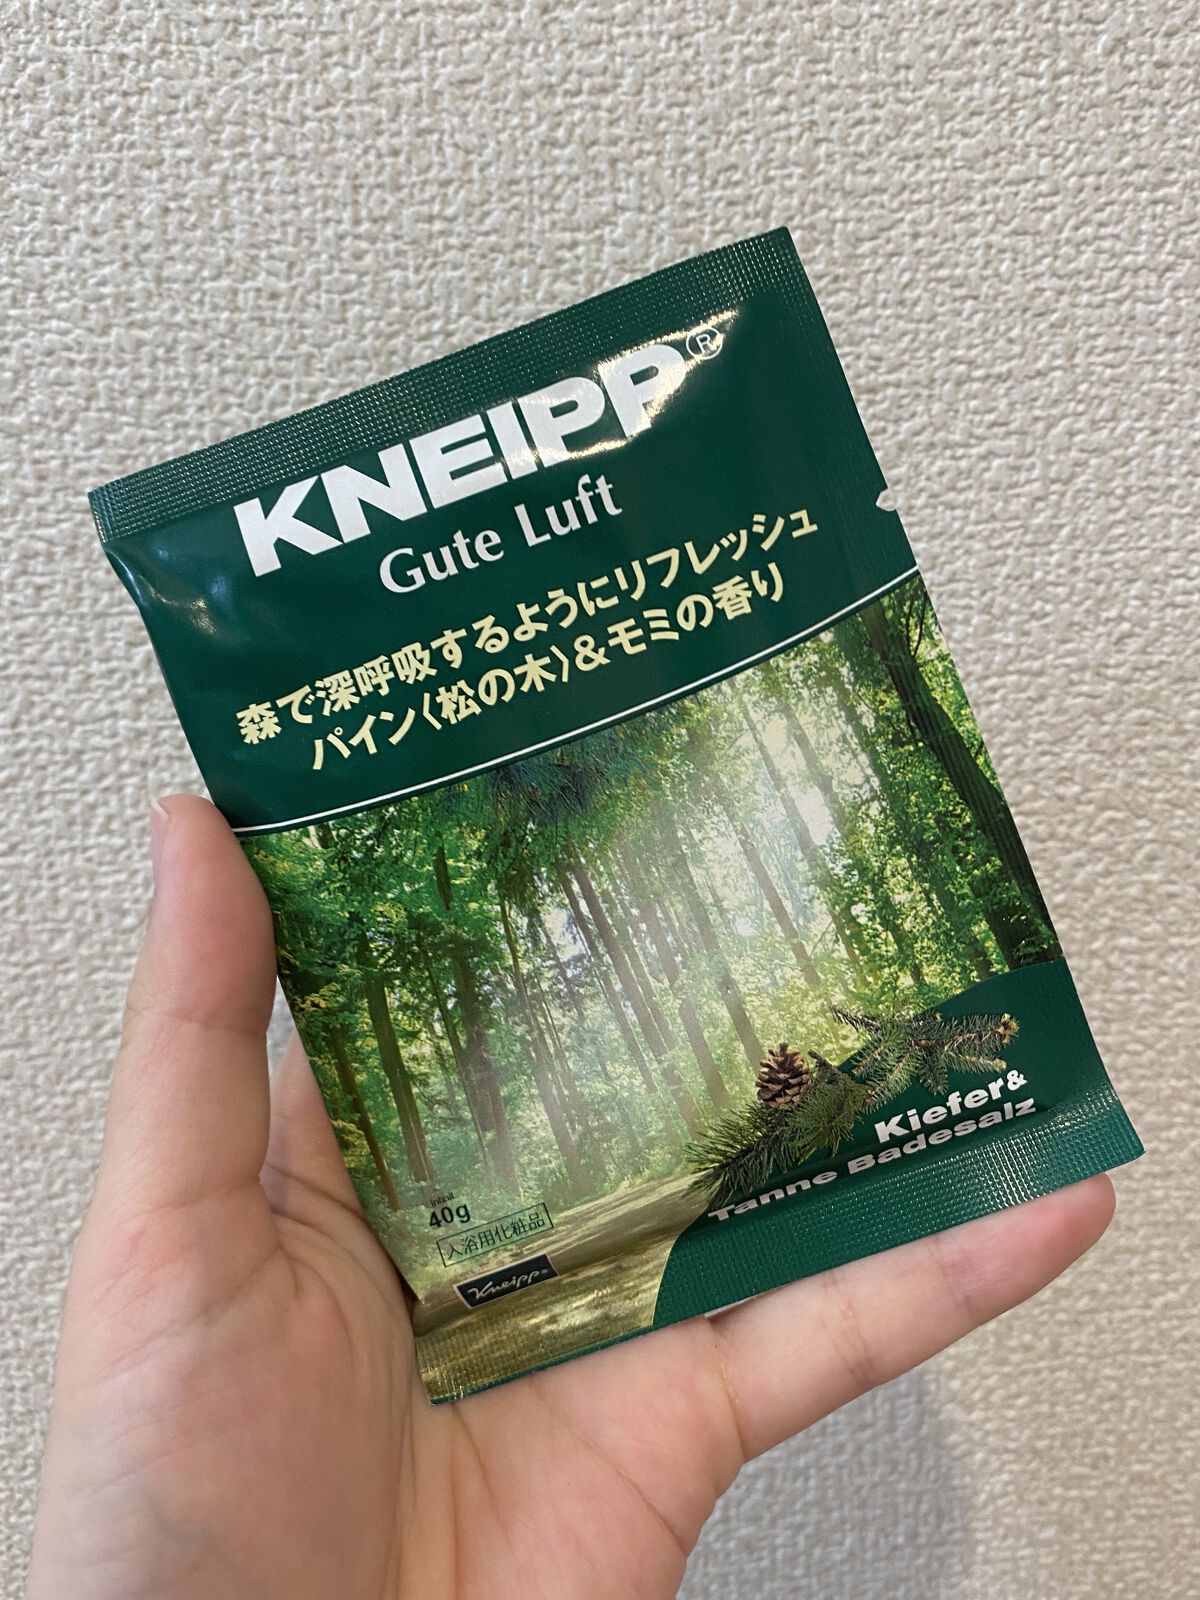 KNEIPP®
Gute Luft
森で深呼吸するようにリフレッシュ
パイン〈松の木〉&モミの香り
Kiefer&
Tanne Badesalz
Inhalt
40g
入浴用化粧品
Kneipp®